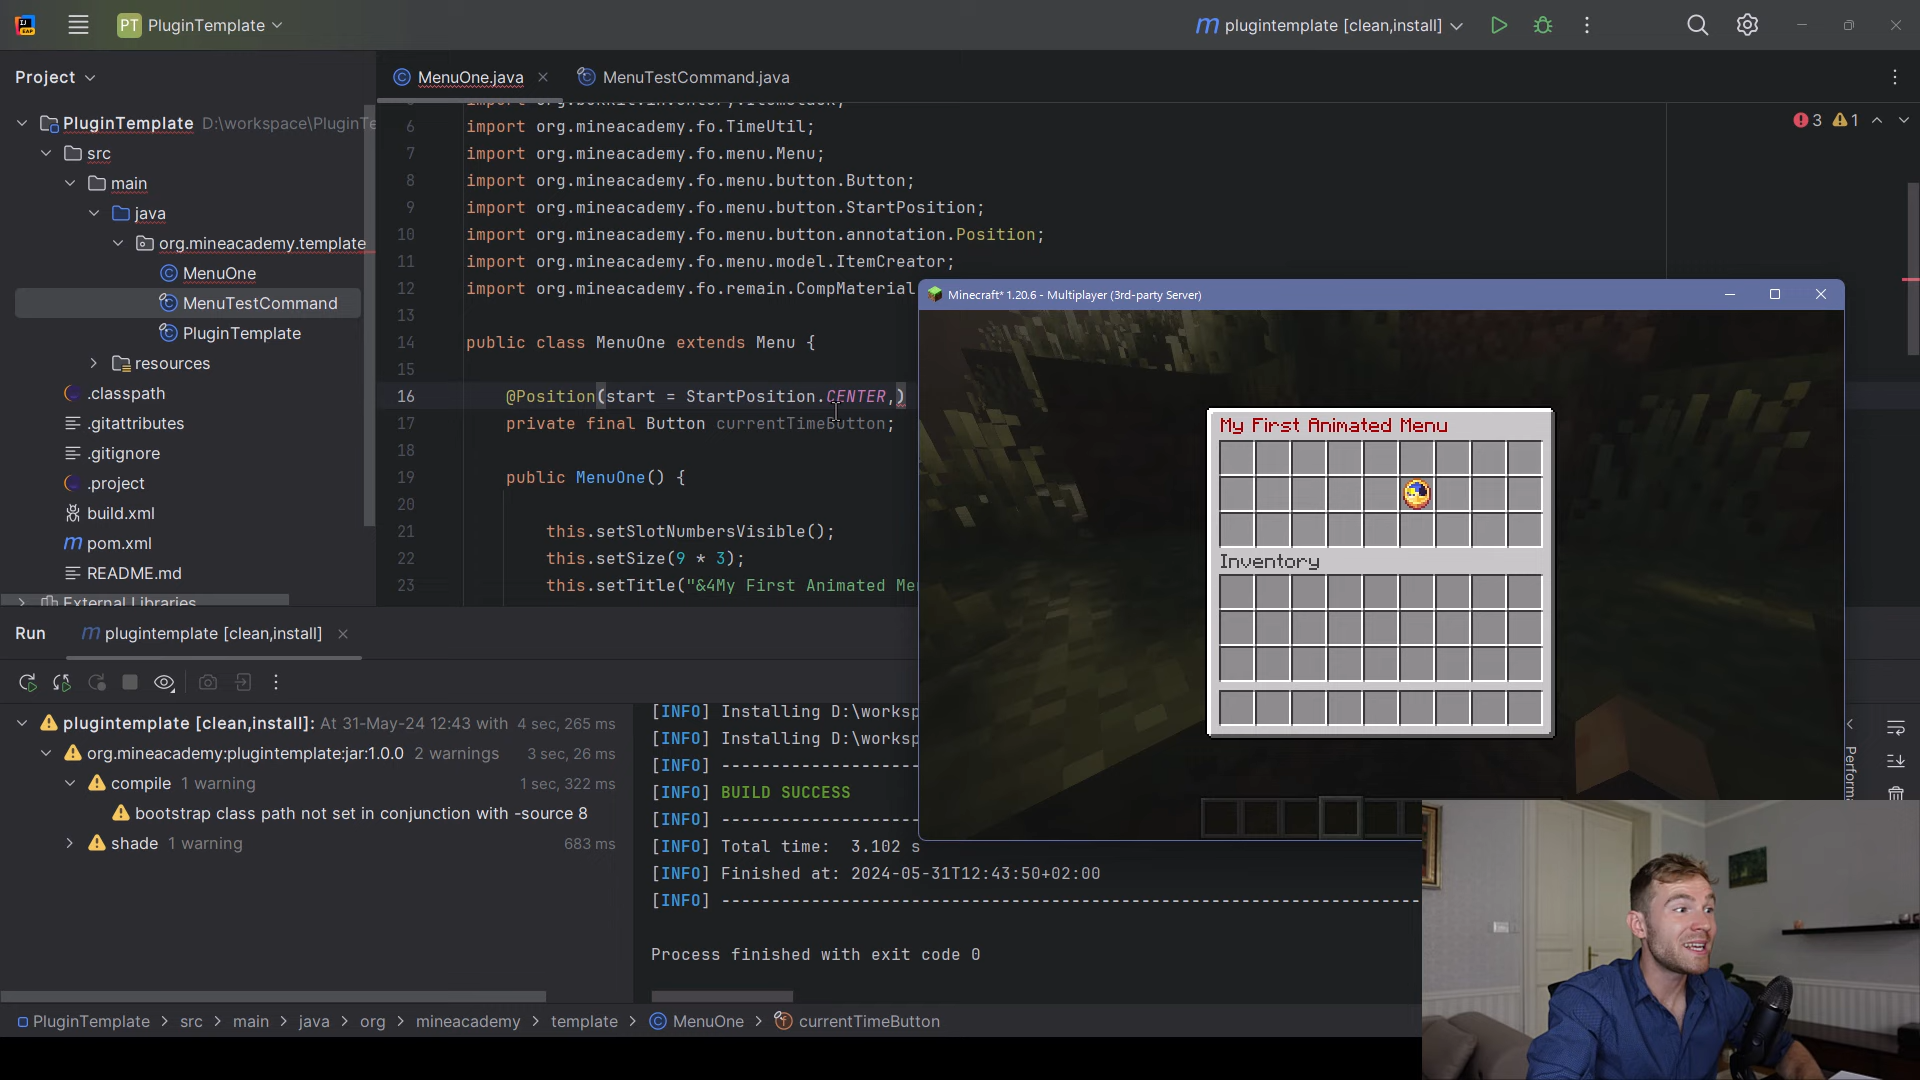 PT PluginTemplate
plugintemplate [clean,install]
Project
MenuOne.java
MenuTestCommand.java
PluginTemplate D:\workspace\PluginTe
src
main
java
org.mineacademy.template
MenuOne
MenuTestCommand
PluginTemplate
resources
.classpath
.gitattributes
.gitignore
.project
build.xml
pom.xml
README.md
External Libraries
3 1
6 import org.mineacademy.fo.TimeUtil;
7 import org.mineacademy.fo.menu.Menu;
8 import org.mineacademy.fo.menu.button.Button;
9 import org.mineacademy.fo.menu.button.StartPosition;
10 import org.mineacademy.fo.menu.button.annotation.Position;
11 import org.mineacademy.fo.menu.model.ItemCreator;
12 import org.mineacademy.fo.remain.CompMaterial
13
14 public class MenuOne extends Menu {
15
16 @Position(start = StartPosition.CENTER,)
17 private final Button currentTimeButton;
18
19 public MenuOne() {
20
21 this.setSlotNumbersVisible();
22 this.setSize(9 * 3);
23 this.setTitle("&4My First Animated Me
Minecraft* 1.20.6 - Multiplayer (3rd-party Server)
My First Animated Menu
Inventory
Run
plugintemplate [clean,install]
plugintemplate [clean,install]: At 31-May-24 12:43 with 4 sec, 265 ms
org.mineacademy:plugintemplate:jar:1.0.0 2 warnings 3 sec, 26 ms
compile 1 warning 1 sec, 322 ms
bootstrap class path not set in conjunction with -source 8
shade 1 warning 683 ms
[INFO] Installing D:\worksp
[INFO] Installing D:\worksp
[INFO] --------------------
[INFO] BUILD SUCCESS
[INFO] --------------------
[INFO] Total time: 3.102 s
[INFO] Finished at: 2024-05-31T12:43:50+02:00
[INFO] ------------------------------------------------------------------------
Process finished with exit code 0
Performa
PluginTemplate > src > main > java > org > mineacademy > template > MenuOne > currentTimeButton